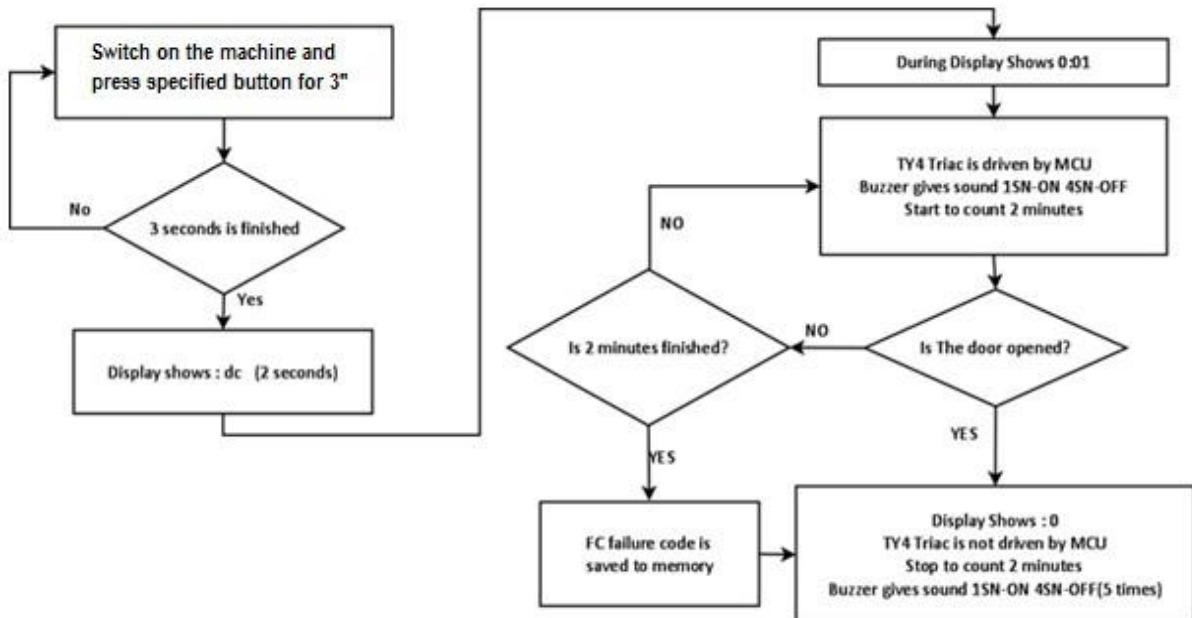 Switch on the machine and
press specified button for 3"
No
3 seconds is finished
Yes
Display shows : dc (2 seconds)
During Display Shows 0:01
TY4 Triac is driven by MCU
Buzzer gives sound 1SN-ON 4SN-OFF
Start to count 2 minutes
NO
Is The door opened?
NO
Is 2 minutes finished?
YES
YES
FC failure code is
saved to memory
Display Shows : 0
TY4 Triac is not driven by MCU
Stop to count 2 minutes
Buzzer gives sound 1SN-ON 4SN-OFF(5 times)